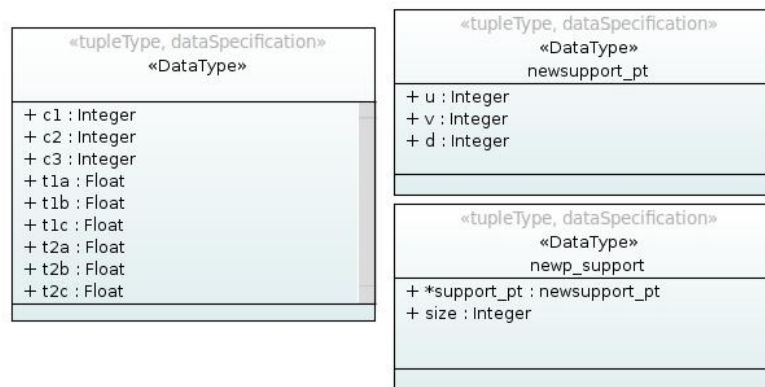 «tupleType, dataSpecification»
«DataType»
+ c1 : Integer
+ c2 : Integer
+ c3 : Integer
+ t1a : Float
+ t1b : Float
+ t1c : Float
+ t2a : Float
+ t2b : Float
+ t2c : Float
«tupleType, dataSpecification»
«DataType»
newsupport_pt
+ u : Integer
+ v : Integer
+ d : Integer
«tupleType, dataSpecification»
«DataType»
newp_support
+ *support_pt : newsupport_pt
+ size : Integer